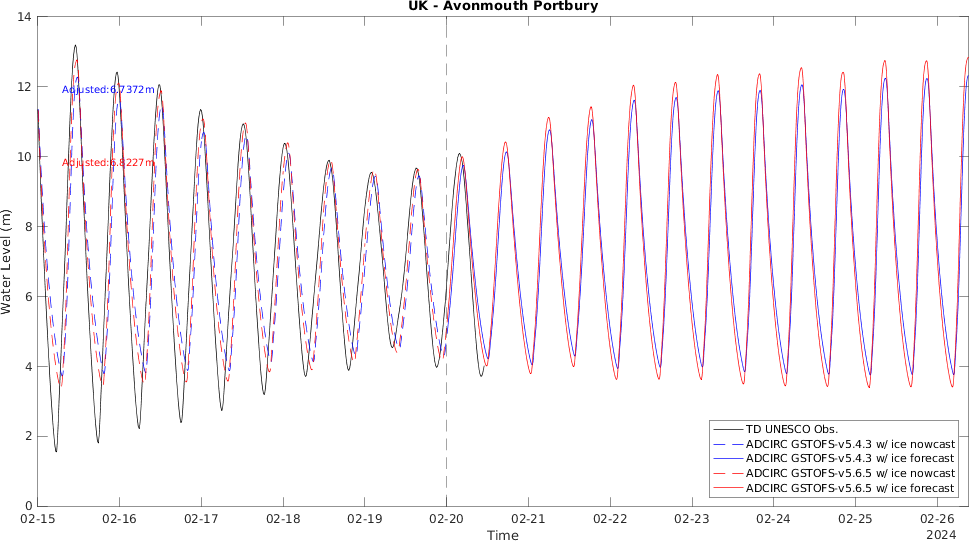 UK - Avonmouth Portbury
14
12
10
8
6
4
2
0
Water Level (m)
Adjusted:6.7372m
Adjusted:6.8227m
TD UNESCO Obs.
ADCIRC GSTOFS-v5.4.3 w/ ice nowcast
ADCIRC GSTOFS-v5.4.3 w/ ice forecast
ADCIRC GSTOFS-v5.6.5 w/ ice nowcast
ADCIRC GSTOFS-v5.6.5 w/ ice forecast
02-15 02-16 02-17 02-18 02-19 02-20 02-21 02-22 02-23 02-24 02-25 02-26
Time
2024